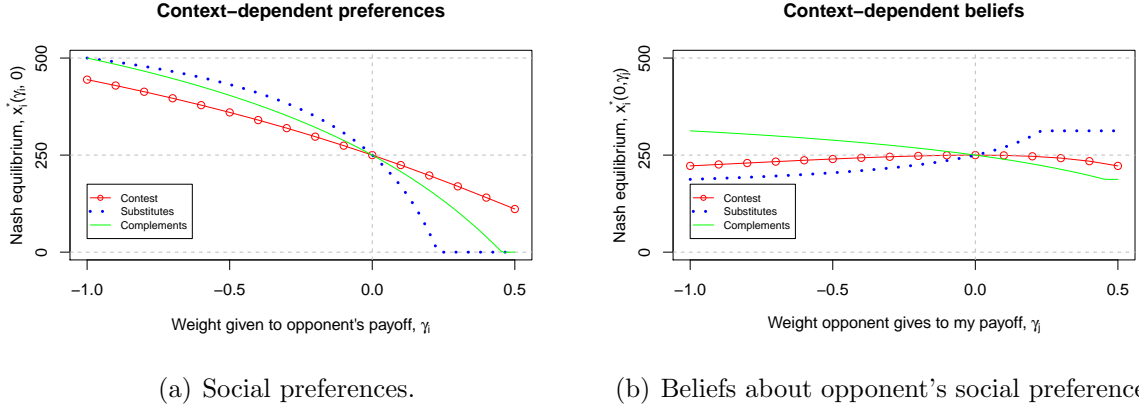 Context−dependent preferences
Nash equilibrium, x*i(γi, 0)
500
250
0
Contest
Substitutes
Complements
−1.0 −0.5 0.0 0.5
Weight given to opponent's payoff, γi
(a) Social preferences.
Context−dependent beliefs
Nash equilibrium, x*i(0,γj)
500
250
0
Contest
Substitutes
Complements
−1.0 −0.5 0.0 0.5
Weight opponent gives to my payoff, γj
(b) Beliefs about opponent's social preference